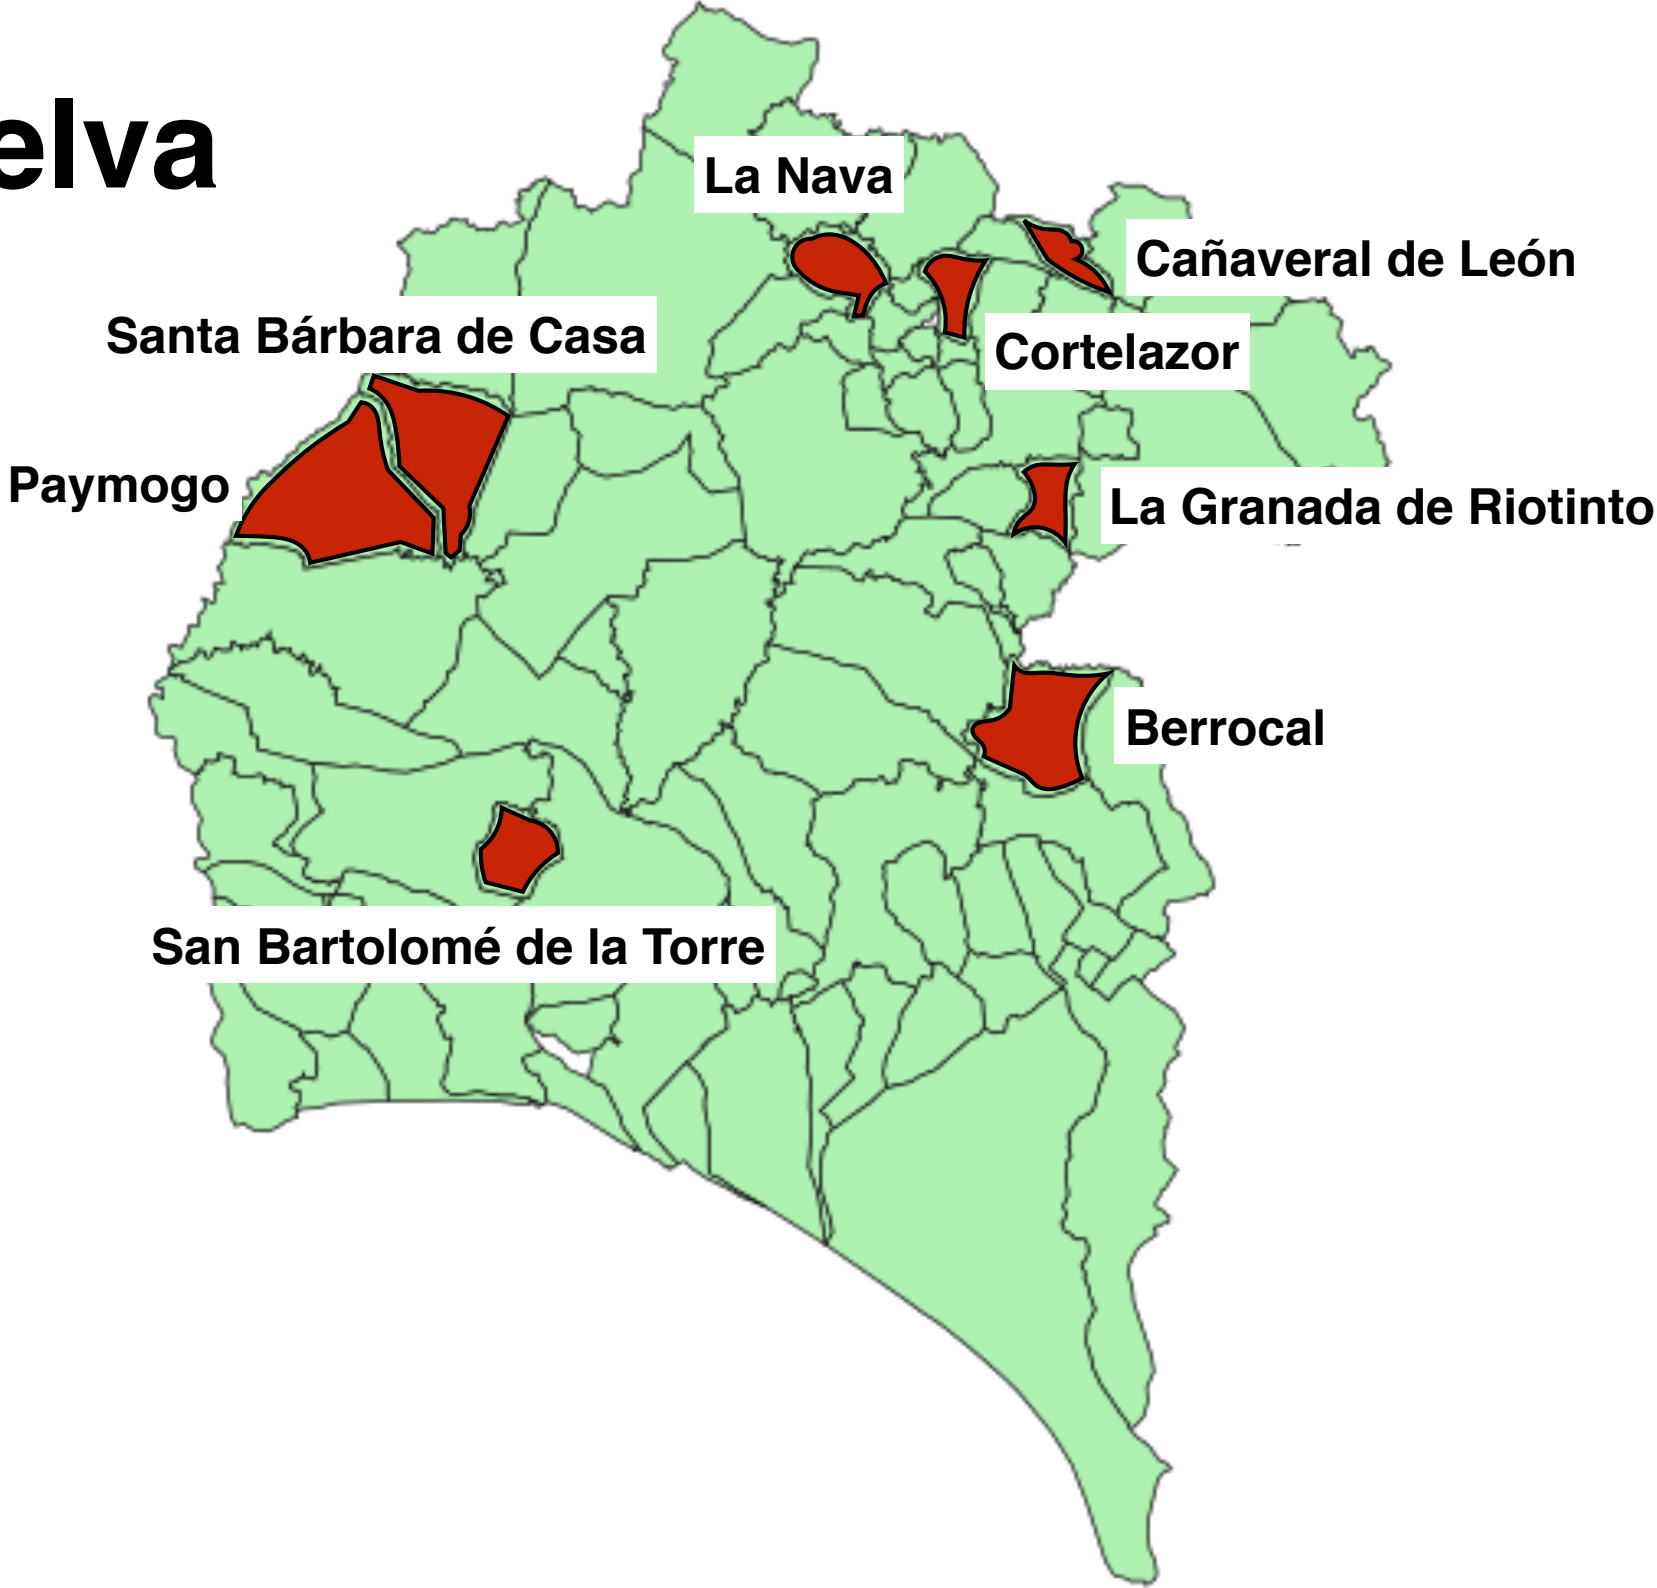 elva
La Nava
Cañaveral de León
Santa Bárbara de Casa
Cortelazor
Paymogo
La Granada de Riotinto
Berrocal
San Bartolomé de la Torre